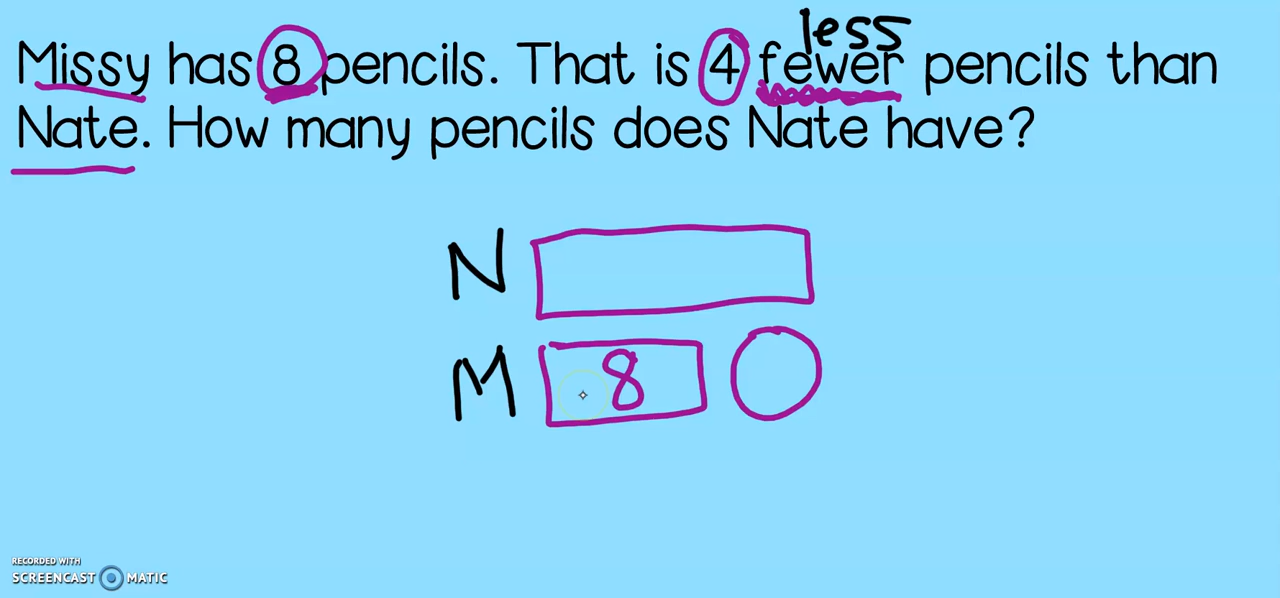 less
Missy has 8 pencils. That is 4 fewer pencils than
Nate. How many pencils does Nate have?
N
M 8
RECORDED WITH
SCREENCAST MATIC